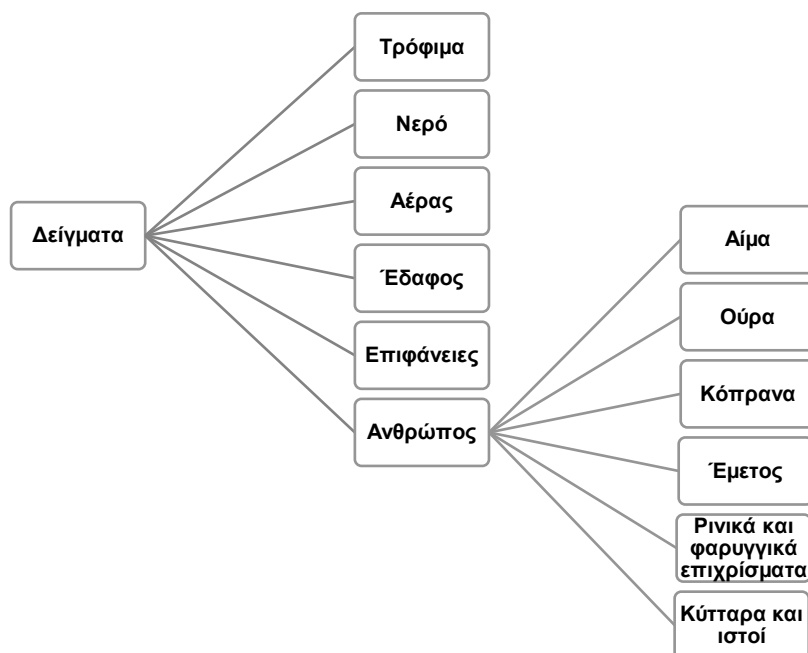 Τρόφιμα
Νερό
Αέρας
Δείγματα
Έδαφος
Επιφάνειες
Ανθρώπος
Αίμα
Ούρα
Κόπρανα
Έμετος
Ρινικά και
φαρυγγικά
επιχρίσματα
Κύτταρα και
ιστοί